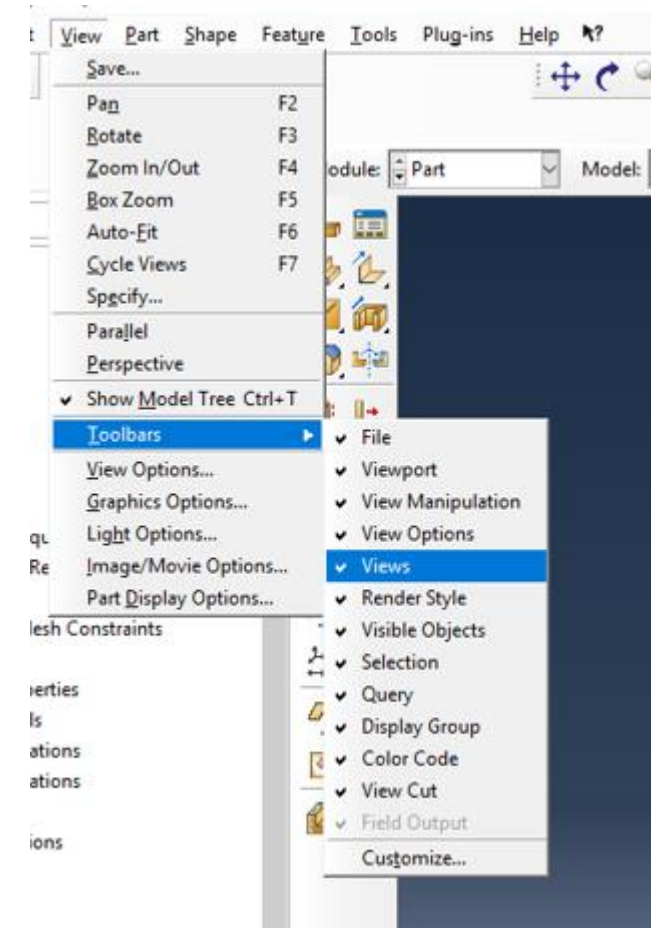 View Part Shape Feature Tools Plug-ins Help
Save...
Pan F2
Rotate F3
Zoom In/Out F4
Box Zoom F5
Auto-Fit F6
Cycle Views F7
Specify...
Parallel
Perspective
Show Model Tree Ctrl+T
Toolbars
View Options...
Graphics Options...
Light Options...
Image/Movie Options...
Part Display Options...
odule: Part Model:
File
Viewport
View Manipulation
View Options
Views
Render Style
Visible Objects
Selection
Query
Display Group
Color Code
View Cut
Field Output
Customize...
qu
Re
lesh Constraints
perties
ls
ations
ations
ions